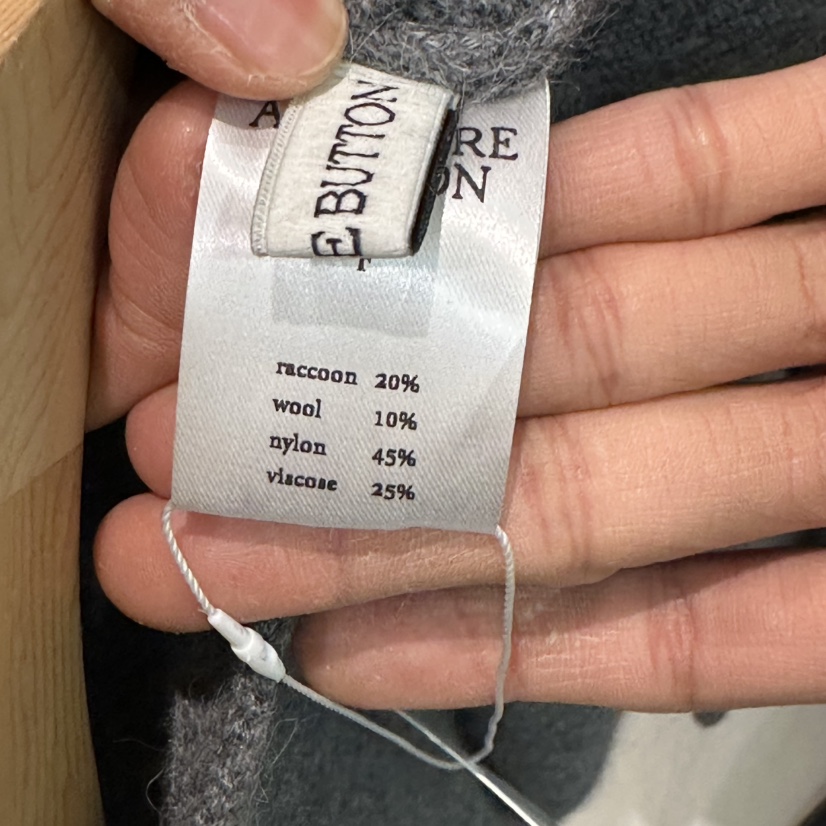 E BUTTON
A
RE
ON
raccoon 20%
wool 10%
nylon 45%
viscose 25%